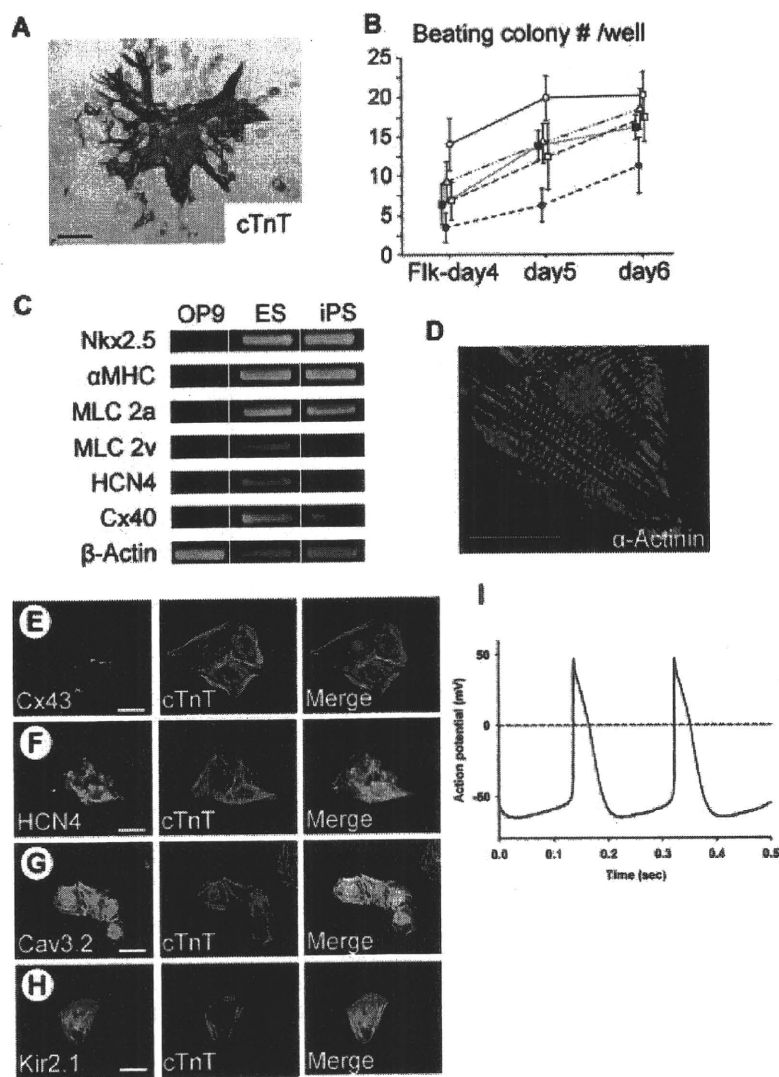 A
cTnT
B
Beating colony # /well
25
20
15
10
5
0
Flk-day4 day5 day6
C
OP9 ES iPS
Nkx2.5
αMHC
MLC 2a
MLC 2v
HCN4
Cx40
β-Actin
D
α-Actinin
E
Cx43
cTnT
Merge
F
HCN4
cTnT
Merge
G
Cav3.2
cTnT
Merge
H
Kir2.1
cTnT
Merge
I
Action potential (mV)
50
0
-50
0.0 0.1 0.2 0.3 0.4 0.5
Time (sec)